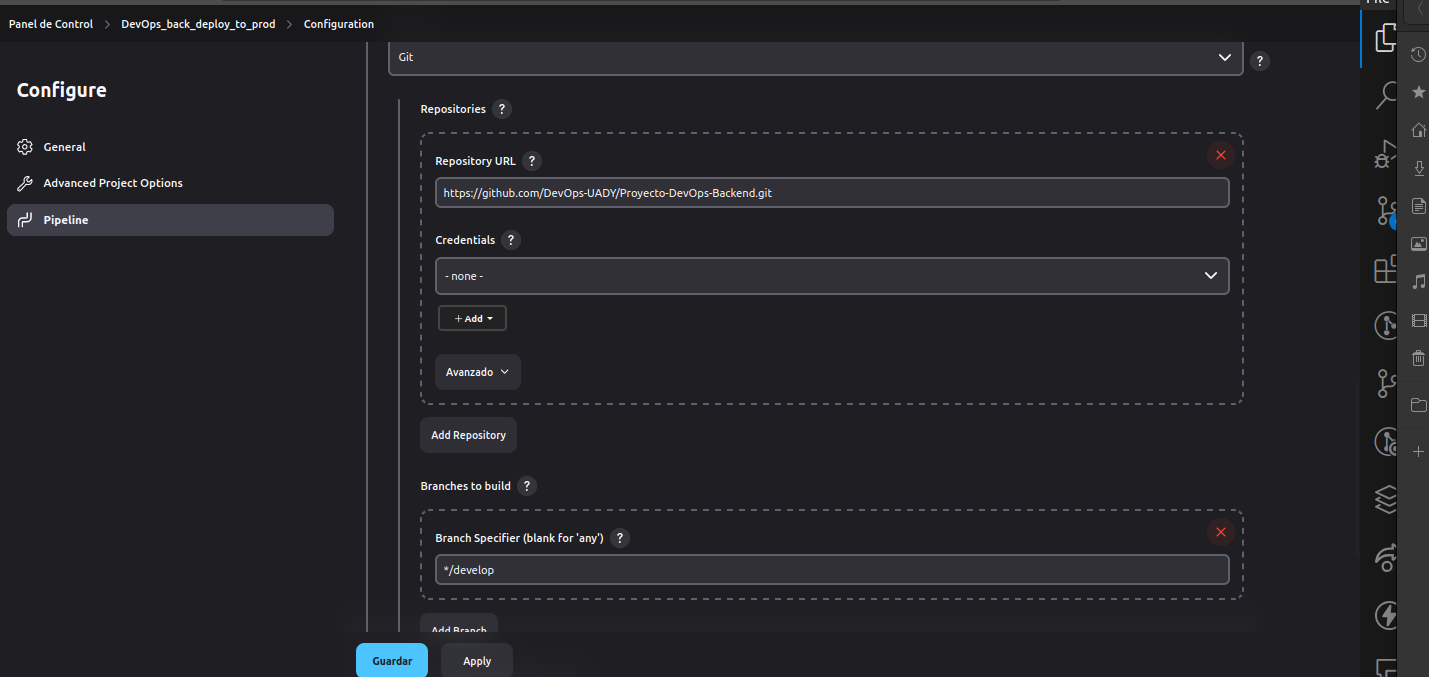 Panel de Control > DevOps_back_deploy_to_prod > Configuration
Configure
General
Advanced Project Options
Pipeline
Git
?
Repositories ?
Repository URL ?
https://github.com/DevOps-UADY/Proyecto-DevOps-Backend.git
Credentials ?
- none -
+ Add
Avanzado
Add Repository
Branches to build ?
Branch Specifier (blank for 'any') ?
*/develop
Add Branch
Guardar
Apply